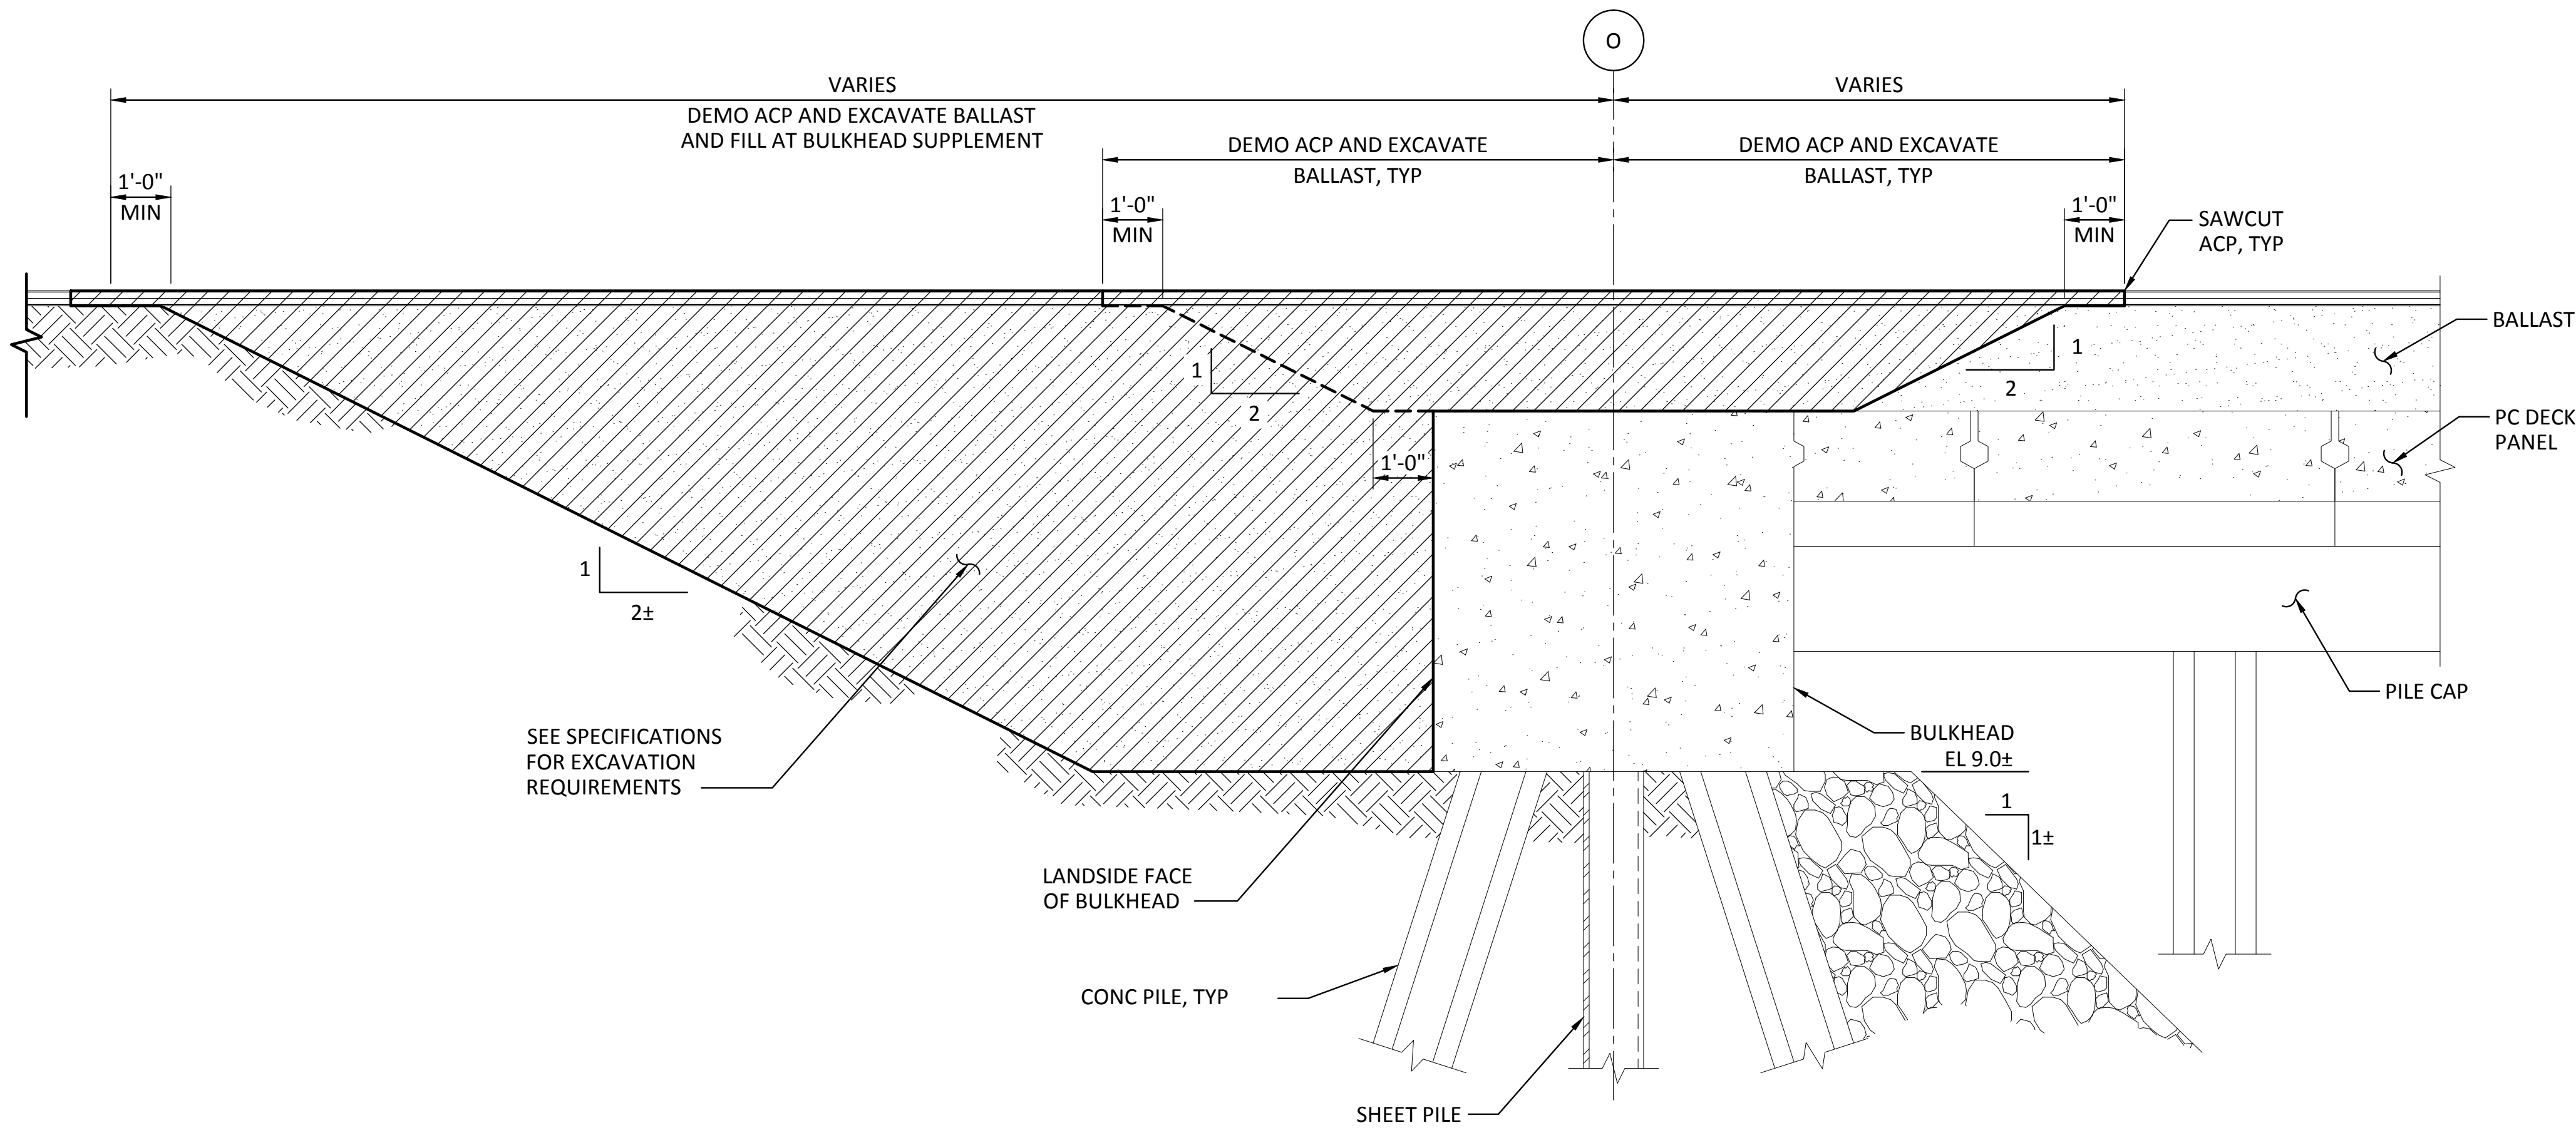 O
VARIES
VARIES
DEMO ACP AND EXCAVATE BALLAST
AND FILL AT BULKHEAD SUPPLEMENT
DEMO ACP AND EXCAVATE
BALLAST, TYP
DEMO ACP AND EXCAVATE
BALLAST, TYP
1'-0"
MIN
1'-0"
MIN
1'-0"
MIN
SAWCUT
ACP, TYP
BALLAST
1
2
1
2
PC DECK
PANEL
1'-0"
1
2±
PILE CAP
SEE SPECIFICATIONS
FOR EXCAVATION
REQUIREMENTS
BULKHEAD
EL 9.0±
1
1±
LANDSIDE FACE
OF BULKHEAD
CONC PILE, TYP
SHEET PILE